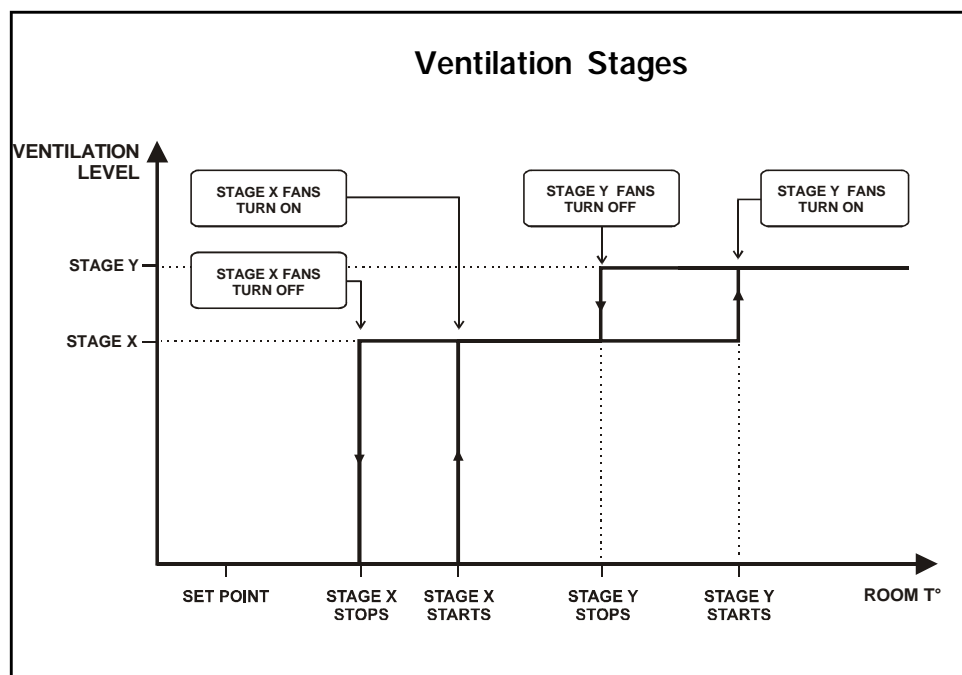 Ventilation Stages
VENTILATION
LEVEL
STAGE X FANS
TURN ON
STAGE Y FANS
TURN OFF
STAGE Y FANS
TURN ON
STAGE Y
STAGE X FANS
TURN OFF
STAGE X
SET POINT
STAGE X
STOPS
STAGE X
STARTS
STAGE Y
STOPS
STAGE Y
STARTS
ROOM T°